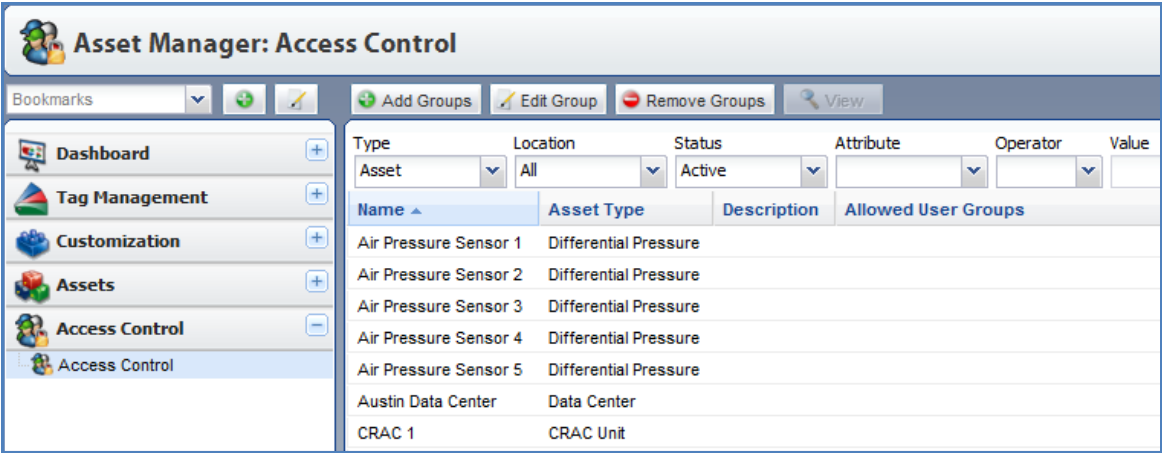 Asset Manager: Access Control
Bookmarks
Add Groups Edit Group Remove Groups View
Dashboard
Tag Management
Customization
Assets
Access Control
Access Control
Type Location Status Attribute Operator Value
Asset All Active
Name Asset Type Description Allowed User Groups
Air Pressure Sensor 1 Differential Pressure
Air Pressure Sensor 2 Differential Pressure
Air Pressure Sensor 3 Differential Pressure
Air Pressure Sensor 4 Differential Pressure
Air Pressure Sensor 5 Differential Pressure
Austin Data Center Data Center
CRAC 1 CRAC Unit